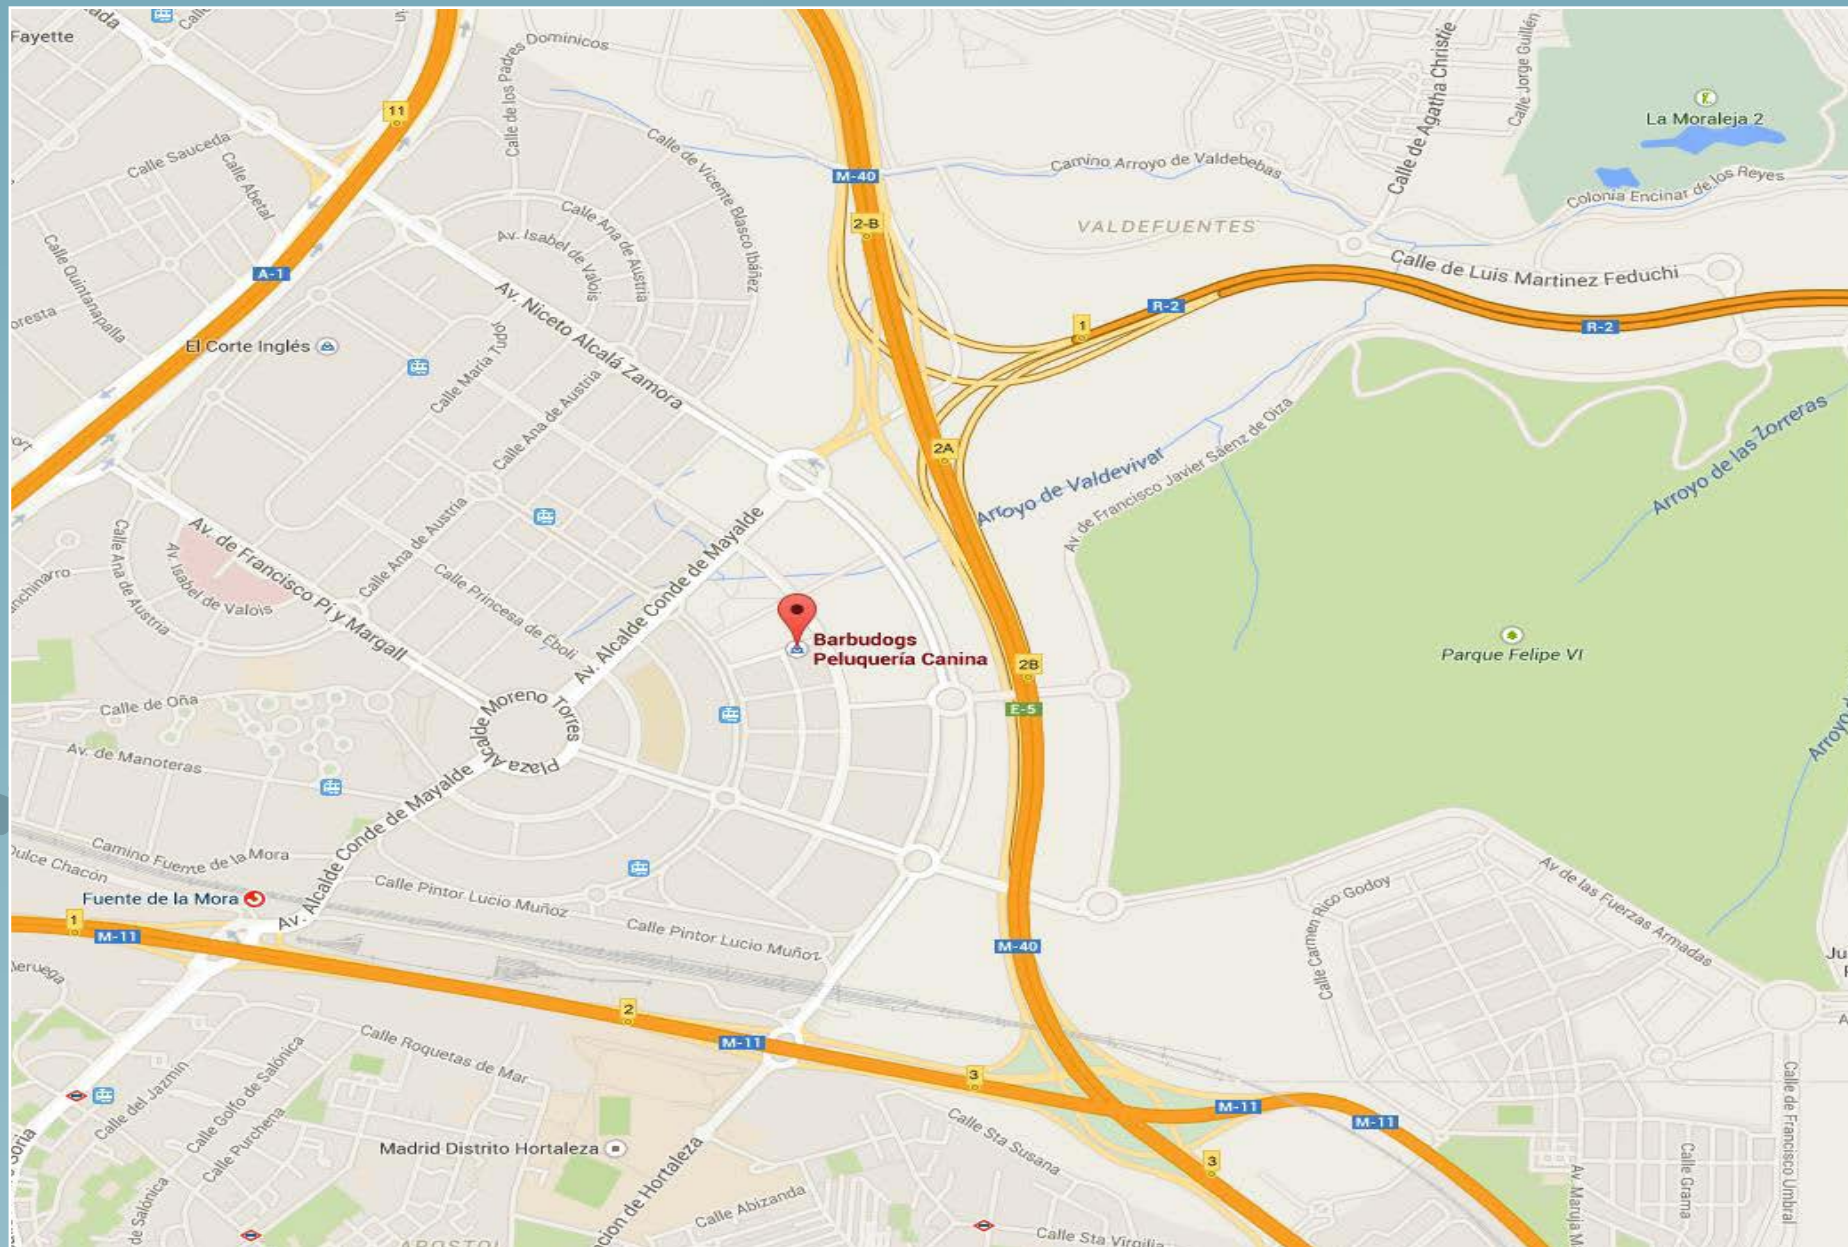 Fayette
Dominicos
Calle de los Padres
11
Calle Sauceda
Calle Abetal
Calle de Vicente Blasco Ibáñez
M-40
2-B
Camino Arroyo de Valdebebas
Calle de Agatha Christie
Calle Jorge Guillén
La Moraleja 2
Colonia Encinar de los Reyes
VALDEFUENTES
Calle de Luis Martinez Feduchi
Calle Quintanapalla
A-1
Calle Ana de Austria
Av. Isabel de Valois
Av. Niceto Alcalá Zamora
R-2
1
R-2
El Corte Inglés
Calle María Tudo
Calle Ana de Austria
2A
Arroyo de Valdevivar
Av. de Francisco Javier Sáenz de Oiza
Arroyo de las Zorreras
Calle Ana de Austria
Av. Isabel de Valois
Av. de Francisco Pi y Margall
Calle Ana de Austria
Calle Princesa de Éboli
Av. Alcalde Conde de Mayalde
Barbudogs
Peluquería Canina
2B
E-5
Parque Felipe VI
Calle de Oña
Av. de Manoteras
Plaza Alcalde Moreno Torres
Av. Alcalde Conde de Mayalde
Camino Fuente de la Mora
Dulce Chacón
Fuente de la Mora
Calle Pintor Lucio Muñoz
Calle Pintor Lucio Muñoz
1
M-11
M-40
Calle Carmen Rico Godoy
Av de las Fuerzas Armadas
2
M-11
Calle Roquetas de Mar
Calle del Jazmin
Calle Golfo de Salónica
Calle Purchena
de Salónica
Soria
Madrid Distrito Hortaleza
ación de Hortaleza
3
M-11
M-11
3
Calle Sta Susana
Calle Abizanda
Calle Sta Virgilia
APOSTOL
Av. Maruja M
Calle Grama
Calle de Francisco Umbral